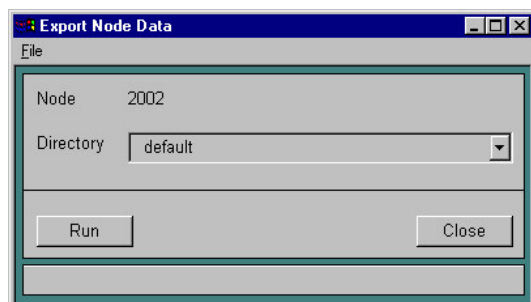 Export Node Data
File
Node 2002
Directory default
Run Close